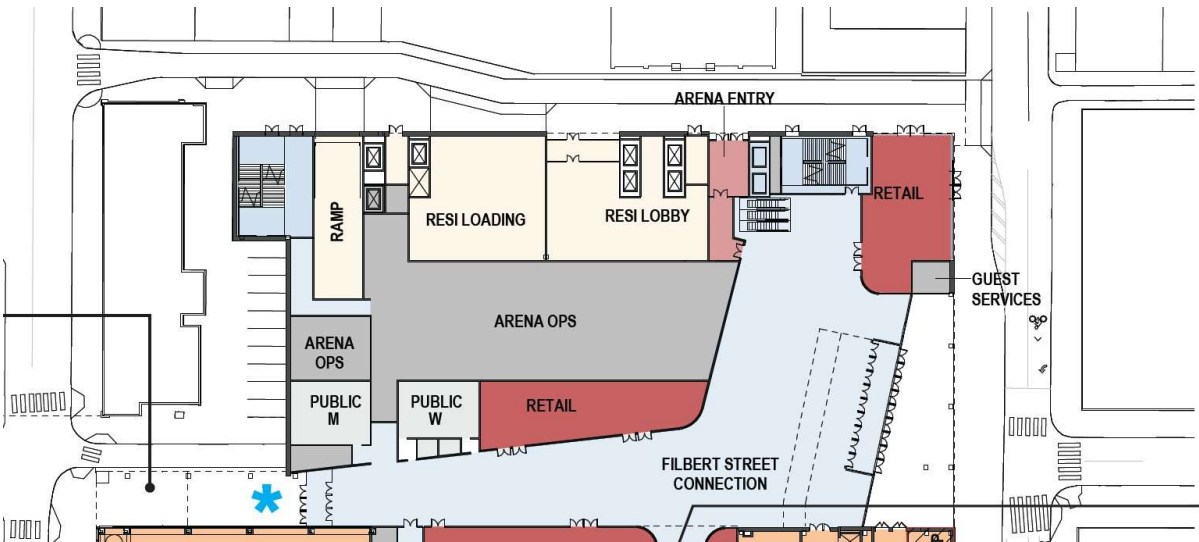 ARENA ENTRY
RAMP
RESI LOADING
RESI LOBBY
RETAIL
GUEST
SERVICES
ARENA OPS
ARENA
OPS
PUBLIC
M
PUBLIC
W
RETAIL
FILBERT STREET
CONNECTION